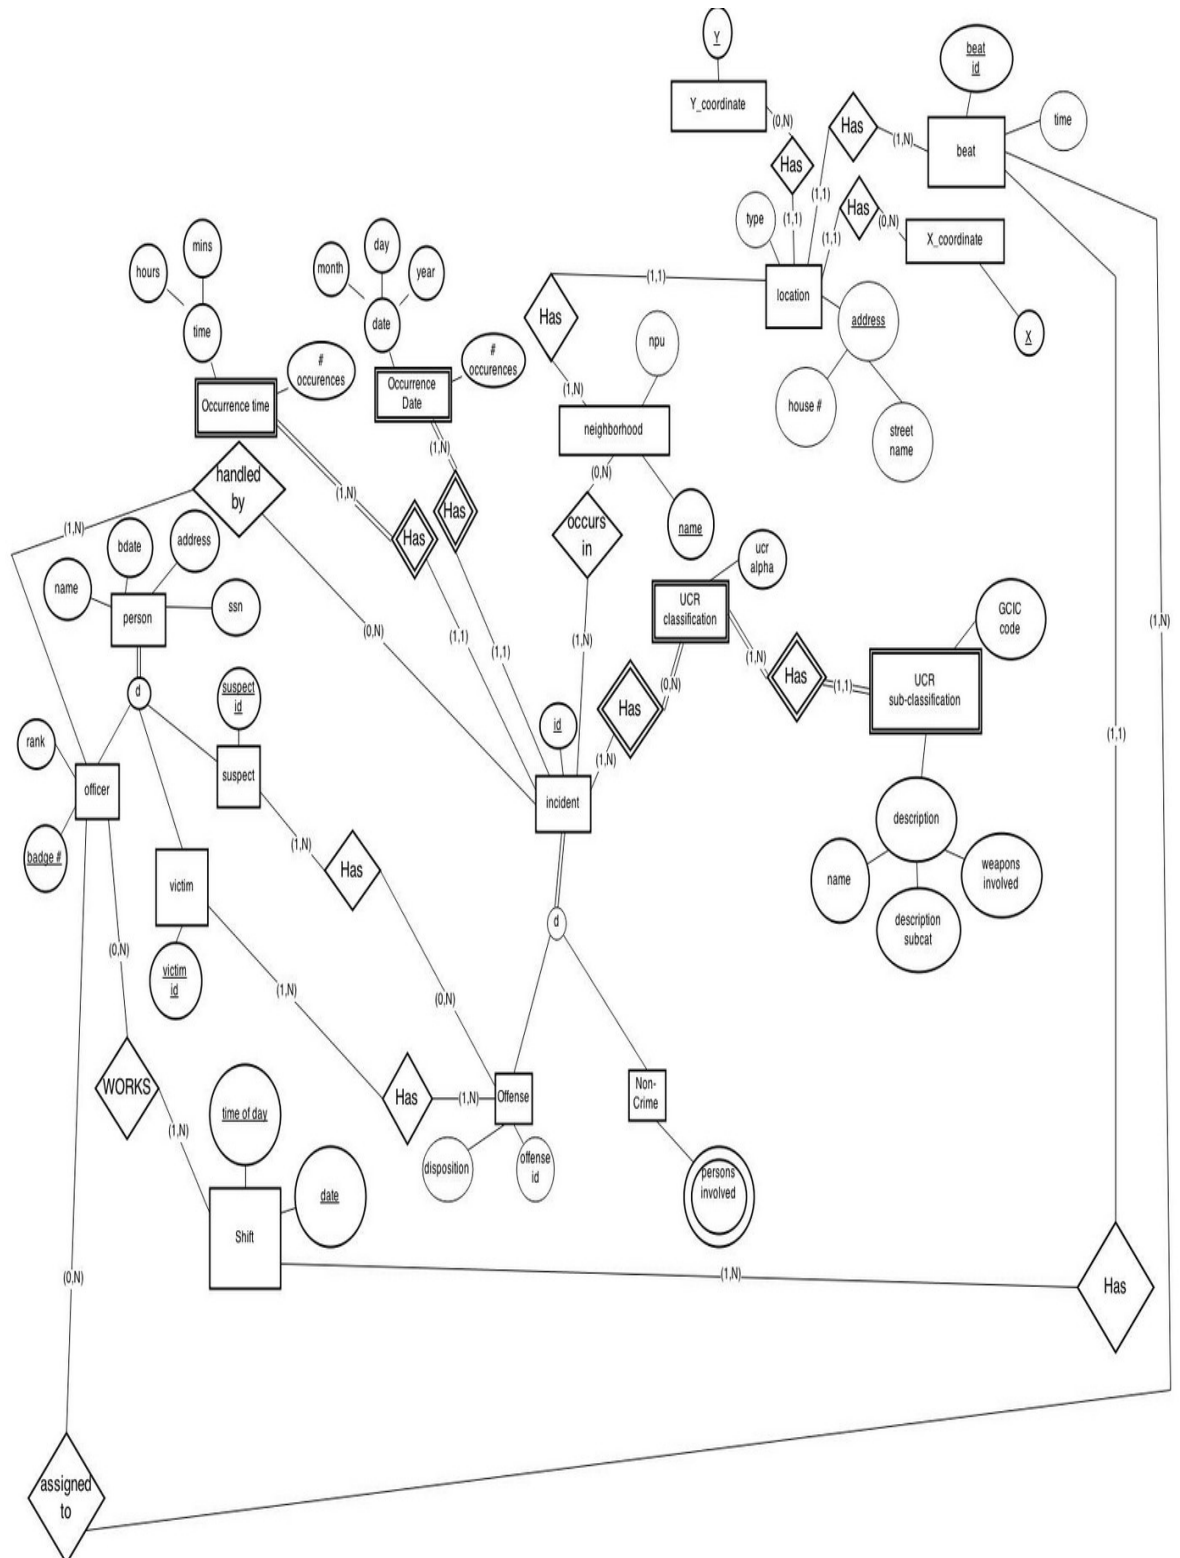 Y
beat
id
Y_coordinate
(0,N)
Has
(1,N)
time
beat
Has
type
(1,1)
(1,1)
Has
(0,N)
(1,1)
X_coordinate
location
address
X
house #
street
name
(1,1)
Has
(1,N)
npu
neighborhood
name
(0,N)
occurs
in
(1,N)
hours
mins
time
#
occurences
Occurrence time
month
day
year
date
#
occurences
Occurrence
Date
(1,N)
(1,N)
Has
Has
(1,1)
(1,1)
handled
by
(1,N)
(0,N)
name
bdate
address
ssn
person
d
rank
officer
badge #
suspect
id
suspect
victim
victim
id
(1,N)
Has
(0,N)
(1,N)
Has
(1,N)
id
incident
(1,N)
Has
(0,N)
UCR
classification
ucr
alpha
(1,N)
Has
(1,1)
UCR
sub-classification
GCIC
code
description
name
description
subcat
weapons
involved
d
Offense
disposition
offense
id
Non-
Crime
persons
involved
(0,N)
WORKS
(1,N)
time of day
date
Shift
(1,N)
Has
(1,1)
(1,N)
(0,N)
assigned
to